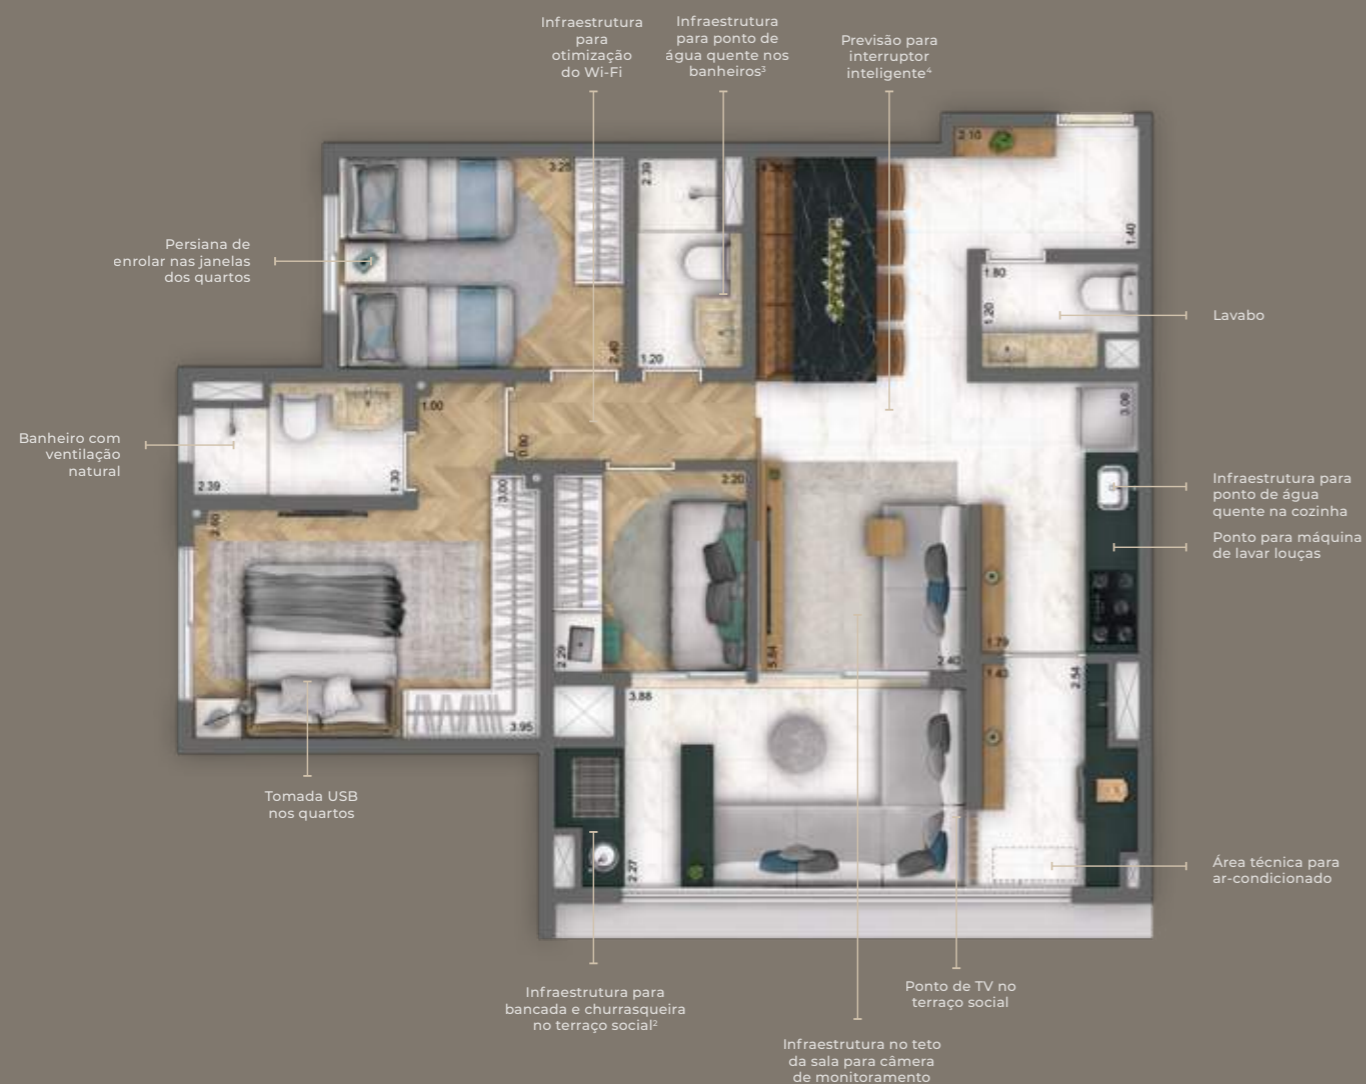 Infraestrutura
para
otimização
do Wi-Fi
Infraestrutura
para ponto de
água quente nos
banheiros³
Previsão para
interruptor
inteligente⁴
Persiana de
enrolar nas janelas
dos quartos
Banheiro com
ventilação
natural
Lavabo
Infraestrutura para
ponto de água
quente na cozinha
Ponto para máquina
de lavar louças
Área técnica para
ar-condicionado
Tomada USB
nos quartos
Infraestrutura para
bancada e churrasqueira
no terraço social²
Ponto de TV no
terraço social
Infraestrutura no teto
da sala para câmera
de monitoramento
2.10
3.25
2.39
1.40
1.80
1.20
2.40
1.20
1.00
3.06
0.80
2.39
1.30
3.00
2.20
2.60
2.29
5.84
2.40
1.79
1.43
2.54
3.88
3.95
2.27